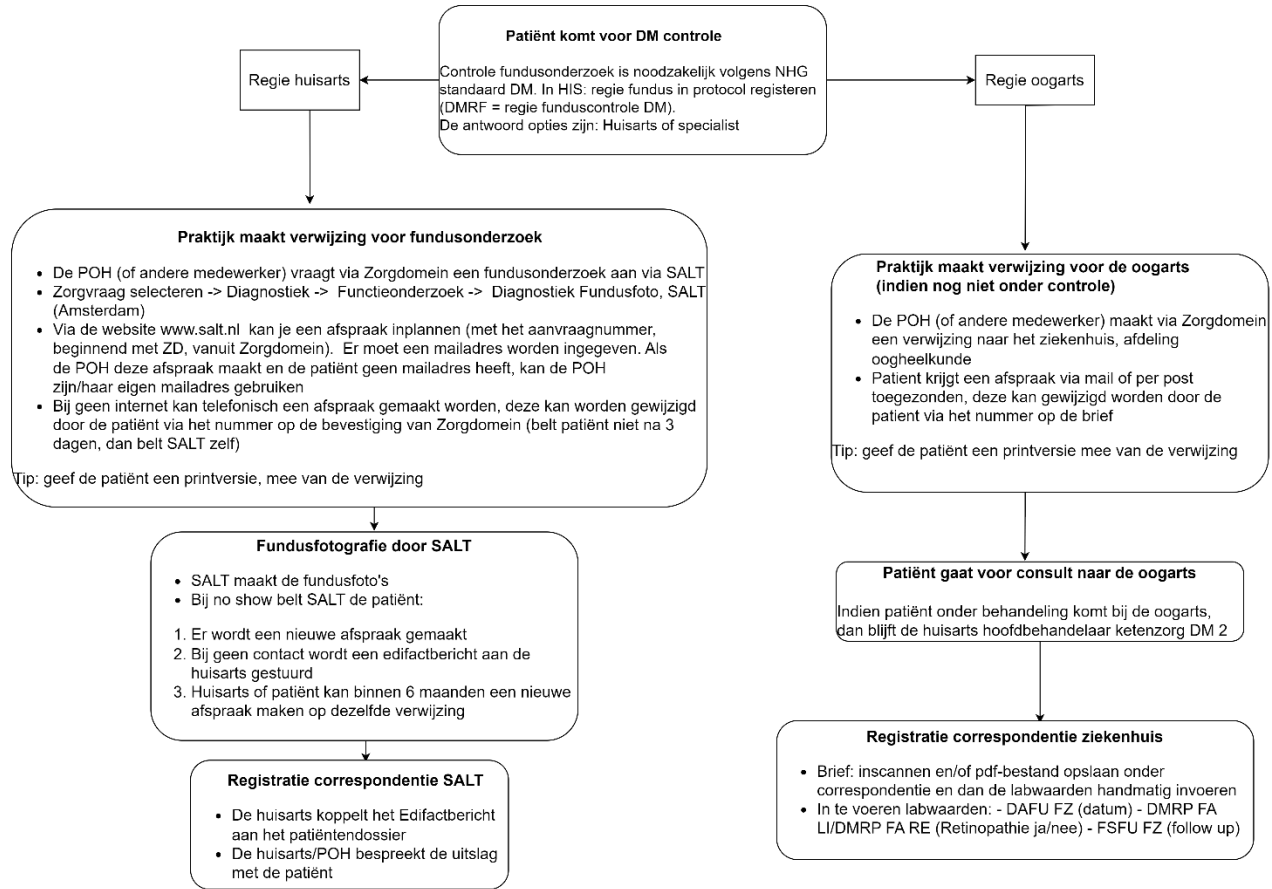 Patiënt komt voor DM controle
Controle fundusonderzoek is noodzakelijk volgens NHG
standaard DM. In HIS: regie fundus in protocol registeren
(DMRF = regie funduscontrole DM).
De antwoord opties zijn: Huisarts of specialist
Regie huisarts
Regie oogarts
Praktijk maakt verwijzing voor fundusonderzoek
• De POH (of andere medewerker) vraagt via Zorgdomein een fundusonderzoek aan via SALT
• Zorgvraag selecteren -> Diagnostiek -> Functieonderzoek -> Diagnostiek Fundusfoto, SALT
(Amsterdam)
• Via de website www.salt.nl kan je een afspraak inplannen (met het aanvraagnummer,
beginnend met ZD, vanuit Zorgdomein). Er moet een mailadres worden ingegeven. Als
de POH deze afspraak maakt en de patiënt geen mailadres heeft, kan de POH
zijn/haar eigen mailadres gebruiken
• Bij geen internet kan telefonisch een afspraak gemaakt worden, deze kan worden gewijzigd
door de patiënt via het nummer op de bevestiging van Zorgdomein (belt patiënt niet na 3
dagen, dan belt SALT zelf)
Tip: geef de patiënt een printversie, mee van de verwijzing
Fundusfotografie door SALT
• SALT maakt de fundusfoto's
• Bij no show belt SALT de patiënt:
1. Er wordt een nieuwe afspraak gemaakt
2. Bij geen contact wordt een edifactbericht aan de
huisarts gestuurd
3. Huisarts of patiënt kan binnen 6 maanden een nieuwe
afspraak maken op dezelfde verwijzing
Registratie correspondentie SALT
• De huisarts koppelt het Edifactbericht
aan het patiëntendossier
• De huisarts/POH bespreekt de uitslag
met de patiënt
Praktijk maakt verwijzing voor de oogarts
(indien nog niet onder controle)
• De POH (of andere medewerker) maakt via Zorgdomein
een verwijzing naar het ziekenhuis, afdeling
oogheelkunde
• Patient krijgt een afspraak via mail of per post
toegezonden, deze kan gewijzigd worden door de
patient via het nummer op de brief
Tip: geef de patiënt een printversie mee van de verwijzing
Patiënt gaat voor consult naar de oogarts
Indien patiënt onder behandeling komt bij de oogarts,
dan blijft de huisarts hoofdbehandelaar ketenzorg DM 2
Registratie correspondentie ziekenhuis
• Brief: inscannen en/of pdf-bestand opslaan onder
correspondentie en dan de labwaarden handmatig invoeren
• In te voeren labwaarden: - DAFU FZ (datum) - DMRP FA
LI/DMRP FA RE (Retinopathie ja/nee) - FSFU FZ (follow up)